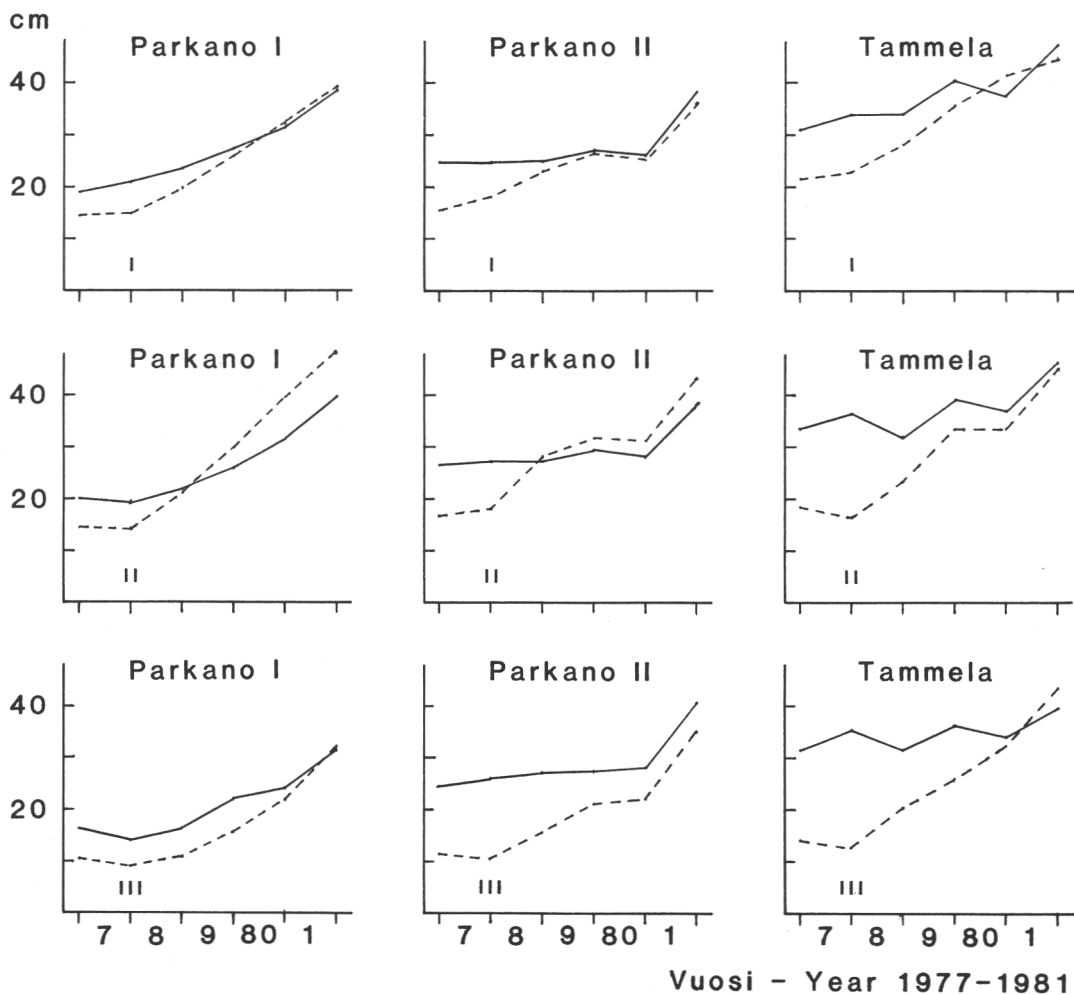 cm
Parkano I Parkano II Tammela
40
20
I I I
Parkano I Parkano II Tammela
40
20
II II II
Parkano I Parkano II Tammela
40
20
III III III
7 8 9 80 1 7 8 9 80 1 7 8 9 80 1
Vuosi - Year 1977-1981